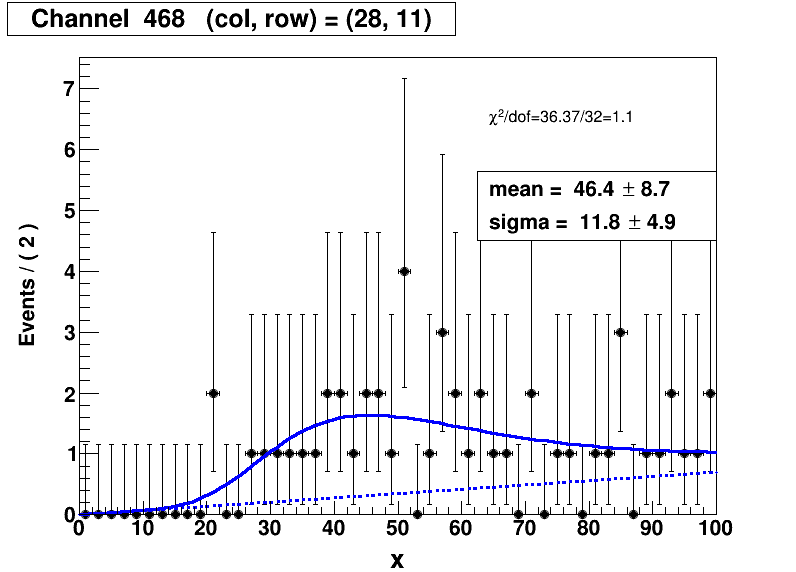 Channel 468 (col, row) = (28, 11)
χ²/dof=36.37/32=1.1
mean = 46.4 ± 8.7
sigma = 11.8 ± 4.9
Events / ( 2 )
7
6
5
4
3
2
1
0
0 10 20 30 40 50 60 70 80 90 100
x